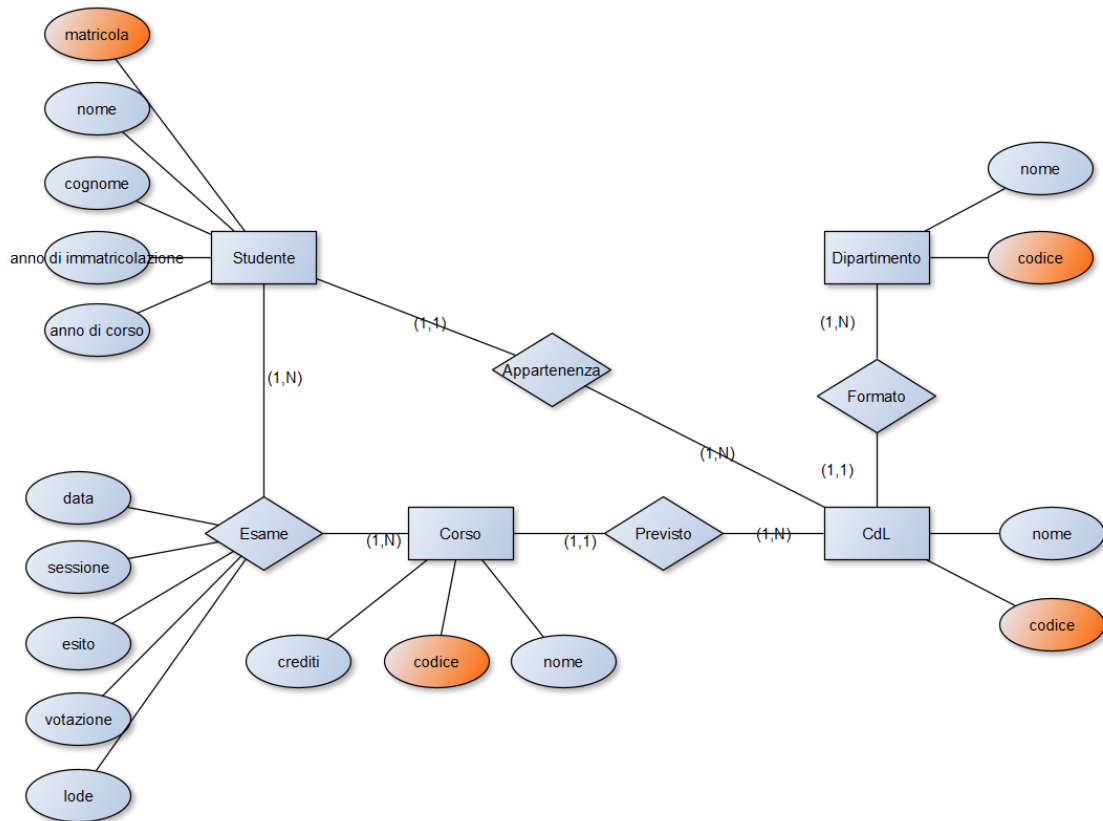 matricola
nome
cognome
anno di immatricolazione
anno di corso
Studente
(1,1)
Appartenenza
(1,N)
(1,N)
nome
Dipartimento
codice
(1,N)
Formato
(1,1)
data
sessione
esito
votazione
lode
Esame
(1,N)
Corso
(1,1)
Previsto
(1,N)
CdL
nome
codice
crediti
codice
nome